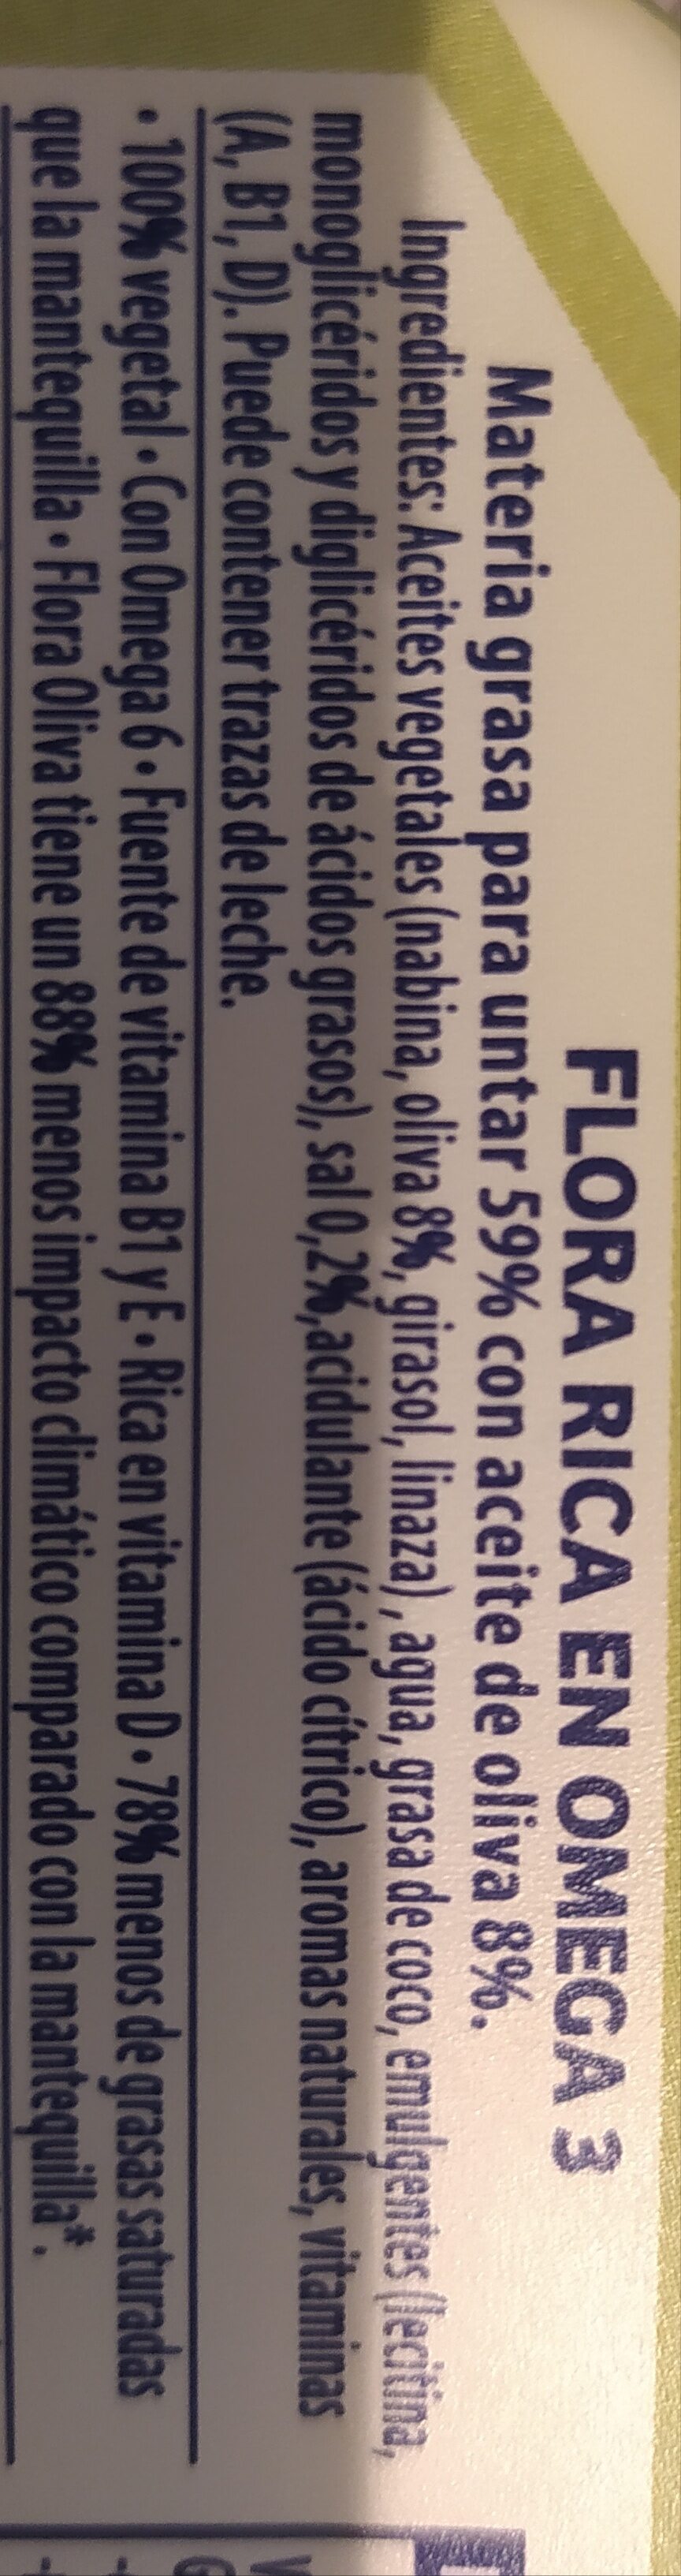 FLORA RICA EN OMEGA 3
Materia grasa para untar 59% con aceite de oliva 8%.
Ingredientes: Aceites vegetales (nabina, oliva 8%, girasol, linaza), agua, grasa de coco, emulgentes (lecitina,
monoglicéridos y diglicéridos de ácidos grasos), sal 0,2%,acidulante (ácido cítrico), aromas naturales, vitaminas
(A, B1, D). Puede contener trazas de leche.
• 100% vegetal • Con Omega 6 • Fuente de vitamina B1 y E • Rica en vitamina D • 78% menos de grasas saturadas
que la mantequilla • Flora Oliva tiene un 88% menos impacto climático comparado con la mantequilla*.